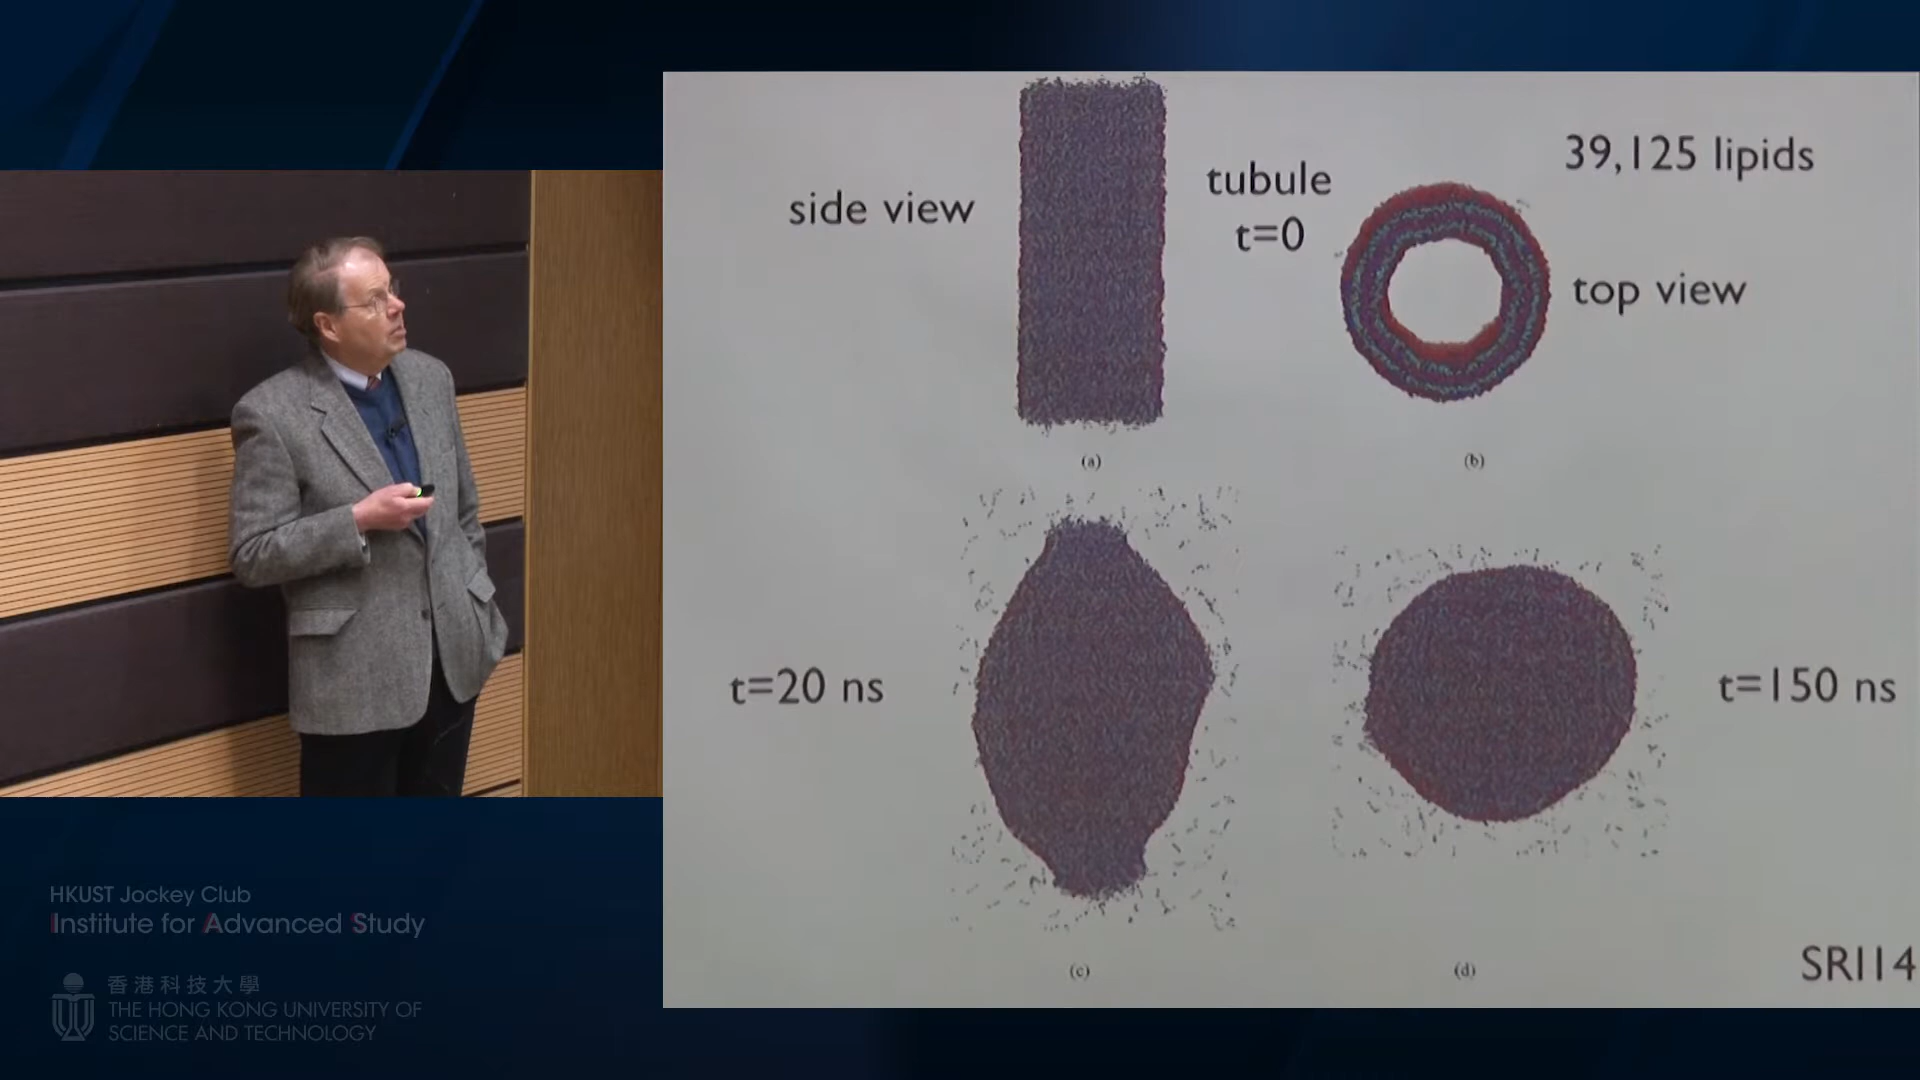 side view
tubule
t=0
39,125 lipids
top view
(a)
(b)
t=20 ns
t=150 ns
(c)
(d)
SRI14
HKUST Jockey Club
Institute for Advanced Study
香港科技大學
THE HONG KONG UNIVERSITY OF
SCIENCE AND TECHNOLOGY